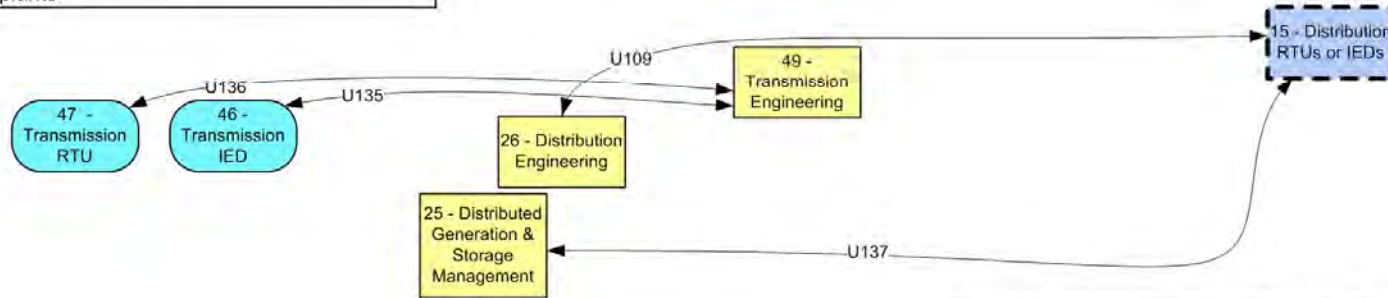 U136
U135
U109
U137
47 -
Transmission
RTU
46 -
Transmission
IED
49 -
Transmission
Engineering
26 - Distribution
Engineering
25 - Distributed
Generation &
Storage
Management
15 - Distribution
RTUs or IEDs